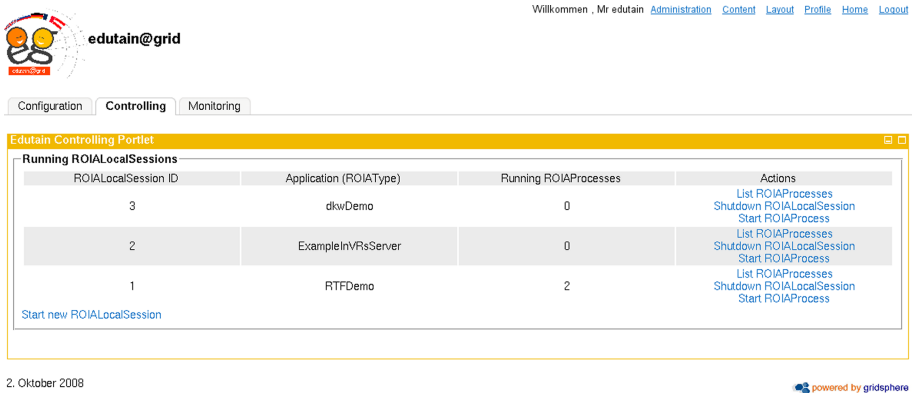 Willkommen , Mr edutain Administration Content Layout Profile Home Logout
edutain@grid
edutain@grid
Configuration Controlling Monitoring
Edutain Controlling Portlet
Running ROIALocalSessions
ROIALocalSession ID Application (ROIAType) Running ROIAProcesses Actions
3 dkwDemo 0 List ROIAProcesses
Shutdown ROIALocalSession
Start ROIAProcess
2 ExampleInVRsServer 0 List ROIAProcesses
Shutdown ROIALocalSession
Start ROIAProcess
1 RTFDemo 2 List ROIAProcesses
Shutdown ROIALocalSession
Start ROIAProcess
Start new ROIALocalSession
2. Oktober 2008
powered by gridsphere